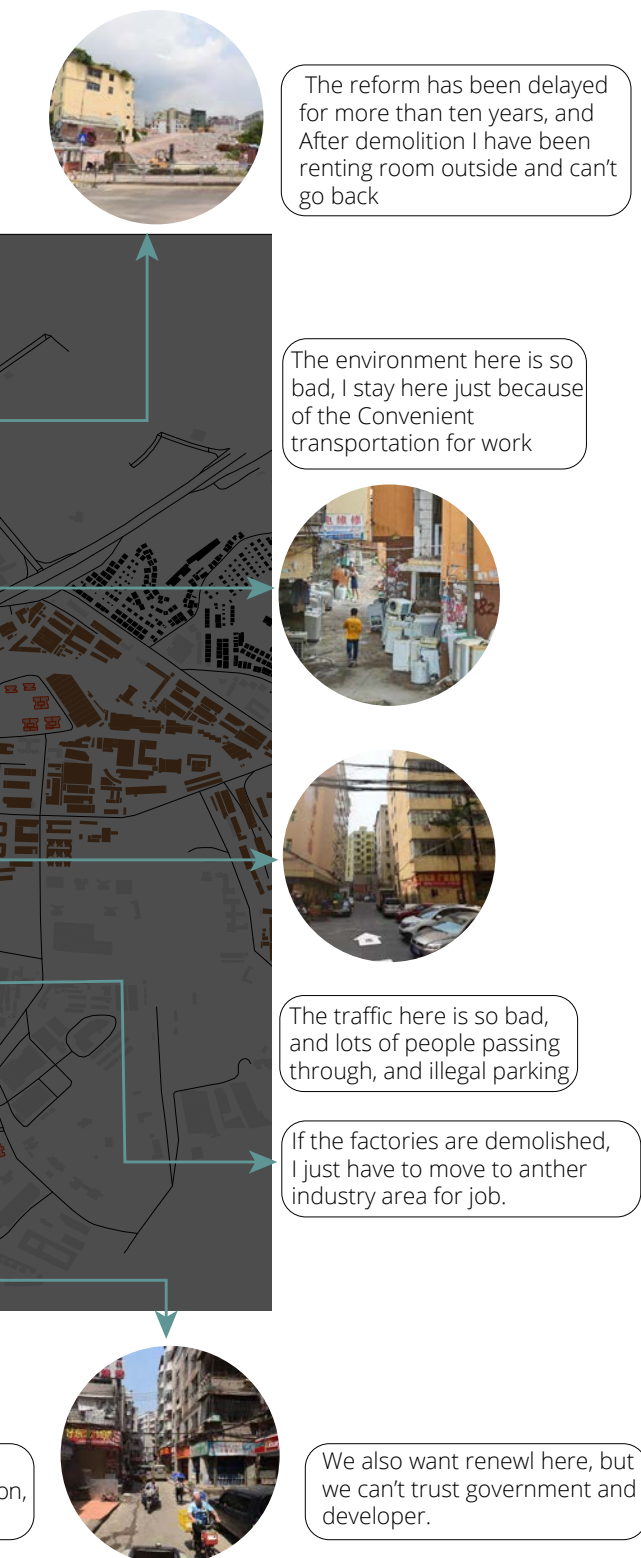 The reform has been delayed
for more than ten years, and
After demolition I have been
renting room outside and can't
go back
The environment here is so
bad, I stay here just because
of the Convenient
transportation for work
维修
The traffic here is so bad,
and lots of people passing
through, and illegal parking
If the factories are demolished,
I just have to move to anther
industry area for job.
on,
We also want renewl here, but
we can't trust government and
developer.